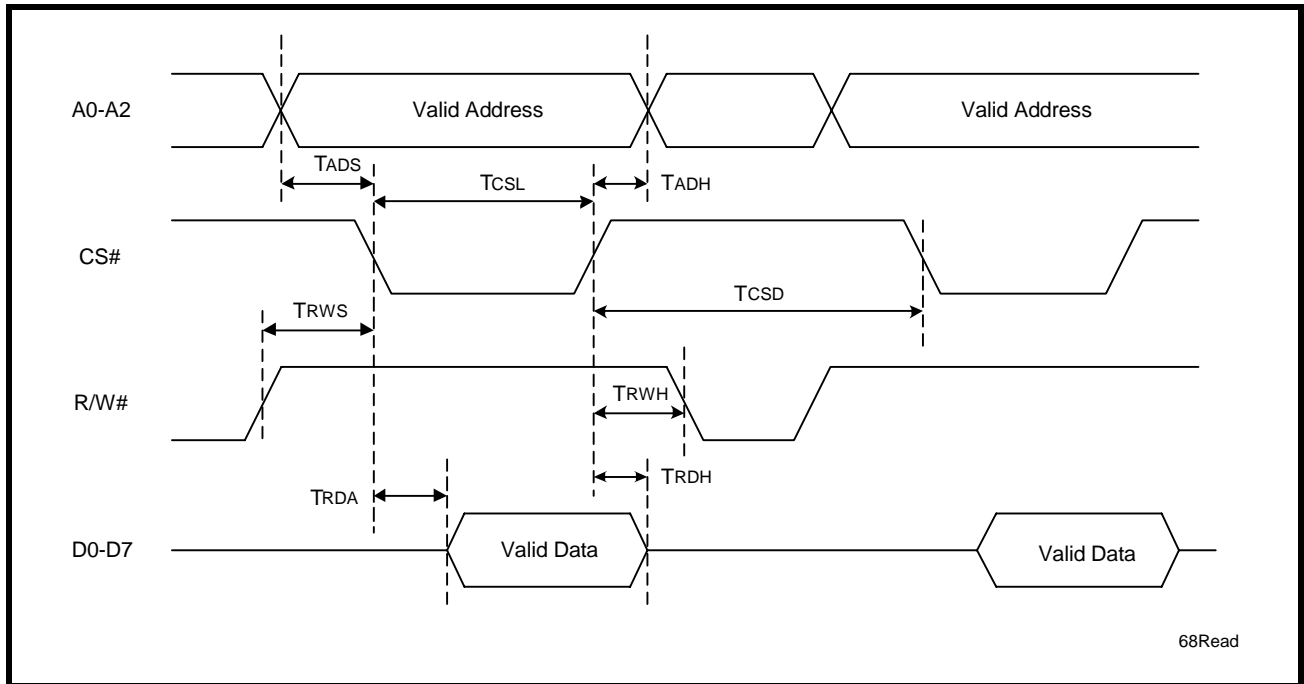 A0-A2
Valid Address
Valid Address
TADS
TCSL
TADH
CS#
TCSD
TRWS
R/W#
TRWH
TRDH
TRDA
D0-D7
Valid Data
Valid Data
68Read